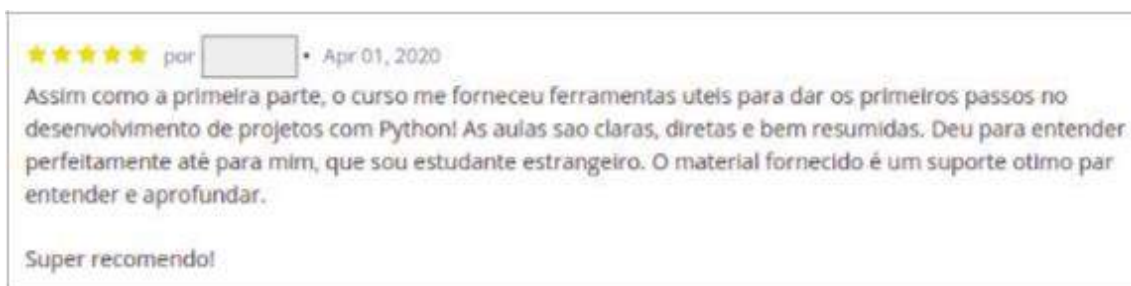 por • Apr 01, 2020
Assim como a primeira parte, o curso me forneceu ferramentas uteis para dar os primeiros passos no
desenvolvimento de projetos com Python! As aulas sao claras, diretas e bem resumidas. Deu para entender
perfeitamente até para mim, que sou estudante estrangeiro. O material fornecido é um suporte otimo par
entender e aprofundar.
Super recomendo!